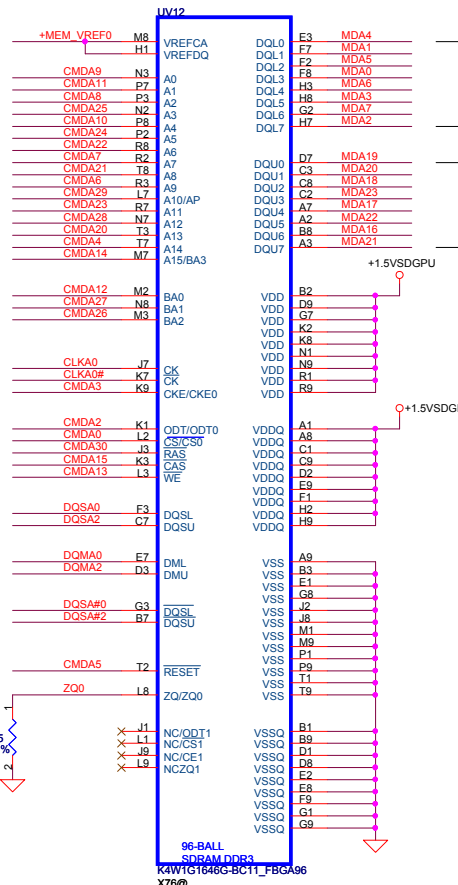 UV12
+MEM_VREF0 M8 VREFCA DQL0 E3 MDA4
H1 VREFDQ DQL1 F7 MDA1
DQL2 F2 MDA5
CMDA9 N3 A0 DQL3 F8 MDA0
CMDA11 P7 A1 DQL4 H3 MDA6
CMDA8 P3 A2 DQL5 H8 MDA3
CMDA25 N2 A3 DQL6 G2 MDA7
CMDA10 P8 A4 DQL7 H7 MDA2
CMDA24 P2 A5
CMDA22 R8 A6
CMDA7 R2 A7 DQU0 D7 MDA19
CMDA21 T8 A8 DQU1 C3 MDA20
CMDA6 R3 A9 DQU2 C8 MDA18
CMDA29 L7 A10/AP DQU3 C2 MDA23
CMDA23 R7 A11 DQU4 A7 MDA17
CMDA28 N7 A12 DQU5 A2 MDA22
CMDA20 T3 A13 DQU6 B8 MDA16
CMDA4 T7 A14 DQU7 A3 MDA21
CMDA14 M7 A15/BA3
+1.5VSDGPU
CMDA12 M2 BA0 VDD B2
CMDA27 N8 BA1 VDD D9
CMDA26 M3 BA2 VDD G7
VDD K2
VDD K8
VDD N1
CLKA0 J7 CK VDD N9
CLKA0# K7 CK VDD R1
CMDA3 K9 CKE/CKE0 VDD R9
+1.5VSDG
CMDA2 K1 ODT/ODT0 VDDQ A1
CMDA0 L2 CS/CS0 VDDQ A8
CMDA30 J3 RAS VDDQ C1
CMDA15 K3 CAS VDDQ C9
CMDA13 L3 WE VDDQ D2
VDDQ E9
VDDQ F1
DQSA0 F3 DQSL VDDQ H2
DQSA2 C7 DQSU VDDQ H9
DQMA0 E7 DML VSS A9
DQMA2 D3 DMU VSS B3
VSS E1
VSS G8
DQSA#0 G3 DQSL VSS J2
DQSA#2 B7 DQSU VSS J8
VSS M1
VSS M9
VSS P1
CMDA5 T2 RESET VSS P9
VSS T1
ZQ0 L8 ZQ/ZQ0 VSS T9
1
J1 NC/ODT1 VSSQ B1
5 L1 NC/CS1 VSSQ B9
% J9 NC/CE1 VSSQ D1
2 L9 NCZQ1 VSSQ D8
VSSQ E2
VSSQ E8
VSSQ F9
VSSQ G1
VSSQ G9
96-BALL
SDRAM DDR3
K4W1G1646G-BC11_FBGA96
X76@